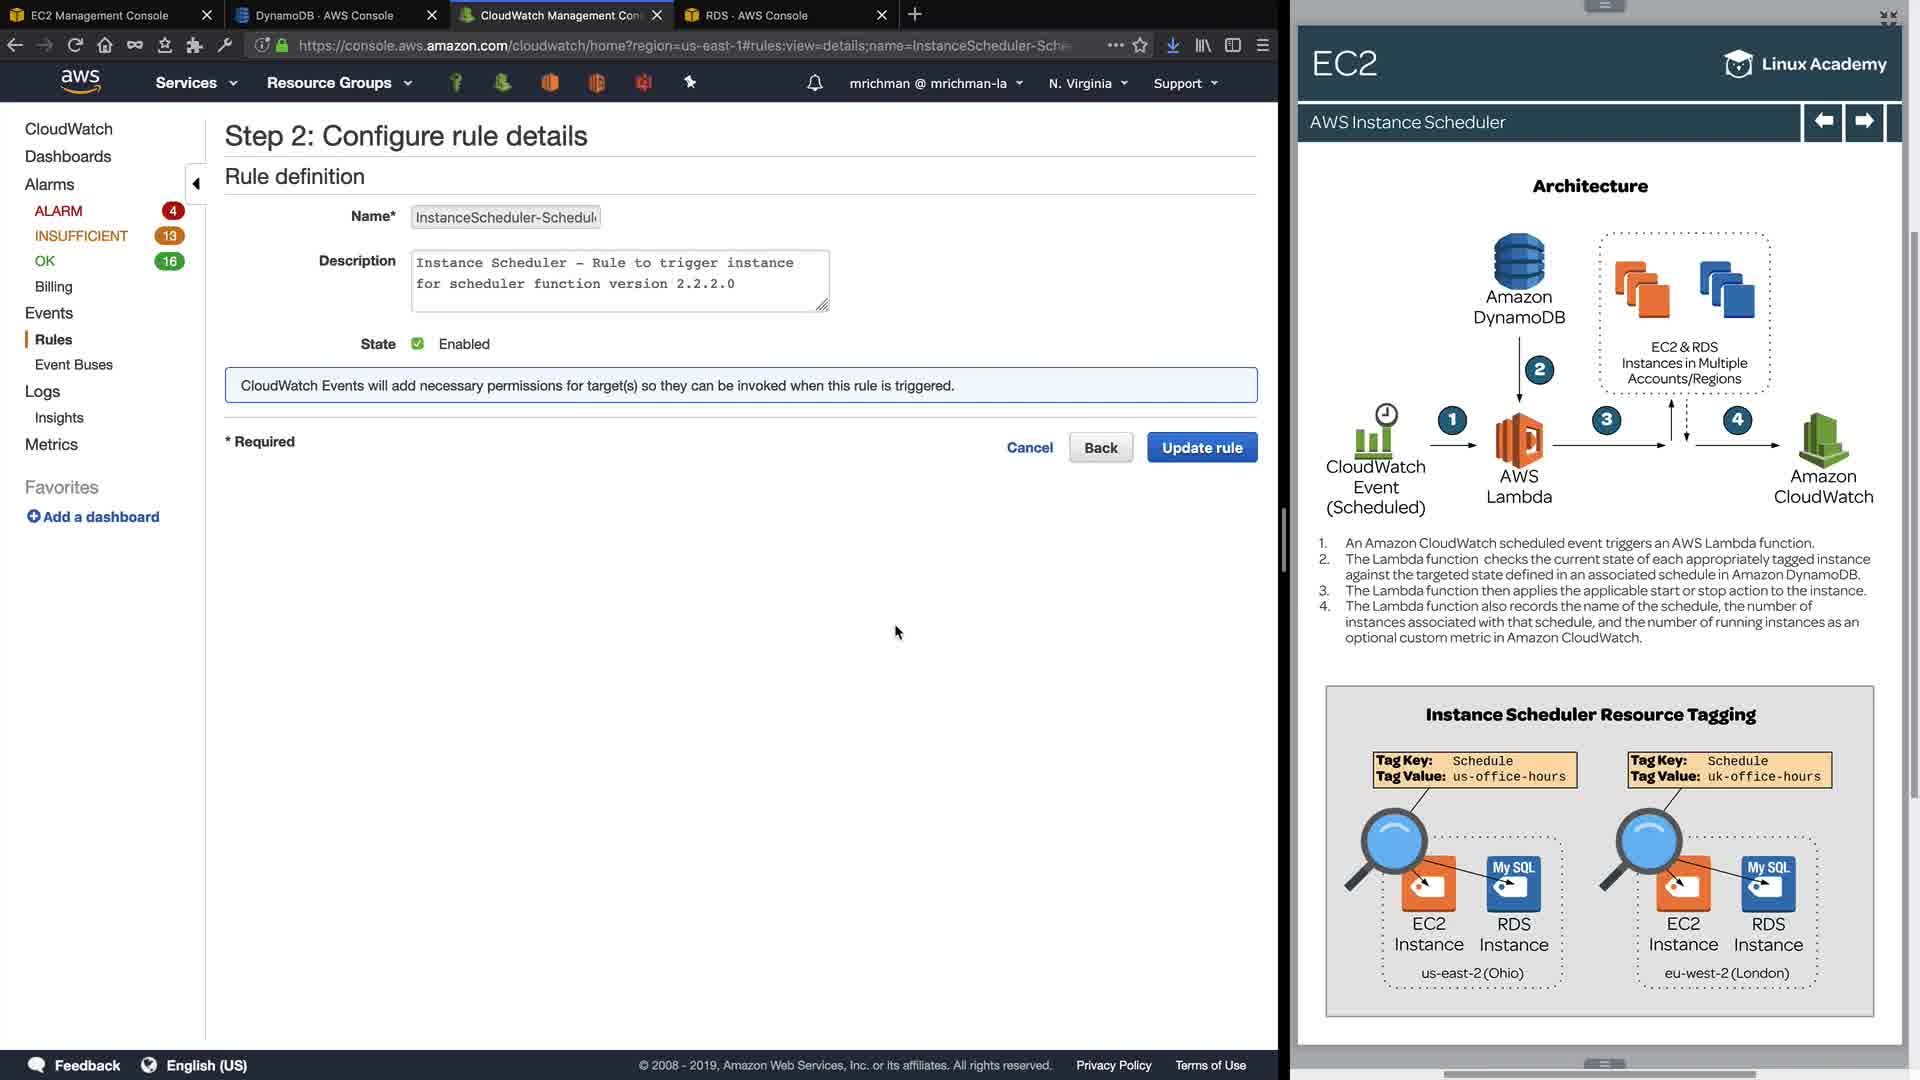 EC2 Management Console
DynamoDB · AWS Console
CloudWatch Management Con
RDS · AWS Console
https://console.aws.amazon.com/cloudwatch/home?region=us-east-1#rules:view=details;name=InstanceScheduler-Sche
aws
Services
Resource Groups
mrichman @ mrichman-la
N. Virginia
Support
CloudWatch
Dashboards
Alarms
ALARM 4
INSUFFICIENT 13
OK 16
Billing
Events
Rules
Event Buses
Logs
Insights
Metrics
Favorites
Add a dashboard
Step 2: Configure rule details
Rule definition
Name* InstanceScheduler-Schedul
Description Instance Scheduler - Rule to trigger instance
for scheduler function version 2.2.2.0
State Enabled
CloudWatch Events will add necessary permissions for target(s) so they can be invoked when this rule is triggered.
* Required
Cancel
Back
Update rule
Feedback
English (US)
© 2008 - 2019, Amazon Web Services, Inc. or its affiliates. All rights reserved.
Privacy Policy
Terms of Use
EC2
Linux Academy
AWS Instance Scheduler
Architecture
Amazon
DynamoDB
EC2 & RDS
Instances in Multiple
Accounts/Regions
2
1
3
4
CloudWatch
Event
(Scheduled)
AWS
Lambda
Amazon
CloudWatch
1. An Amazon CloudWatch scheduled event triggers an AWS Lambda function.
2. The Lambda function checks the current state of each appropriately tagged instance
against the targeted state defined in an associated schedule in Amazon DynamoDB.
3. The Lambda function then applies the applicable start or stop action to the instance.
4. The Lambda function also records the name of the schedule, the number of
instances associated with that schedule, and the number of running instances as an
optional custom metric in Amazon CloudWatch.
Instance Scheduler Resource Tagging
Tag Key: Schedule
Tag Value: us-office-hours
Tag Key: Schedule
Tag Value: uk-office-hours
My SQL
My SQL
EC2
Instance
RDS
Instance
EC2
Instance
RDS
Instance
us-east-2 (Ohio)
eu-west-2 (London)